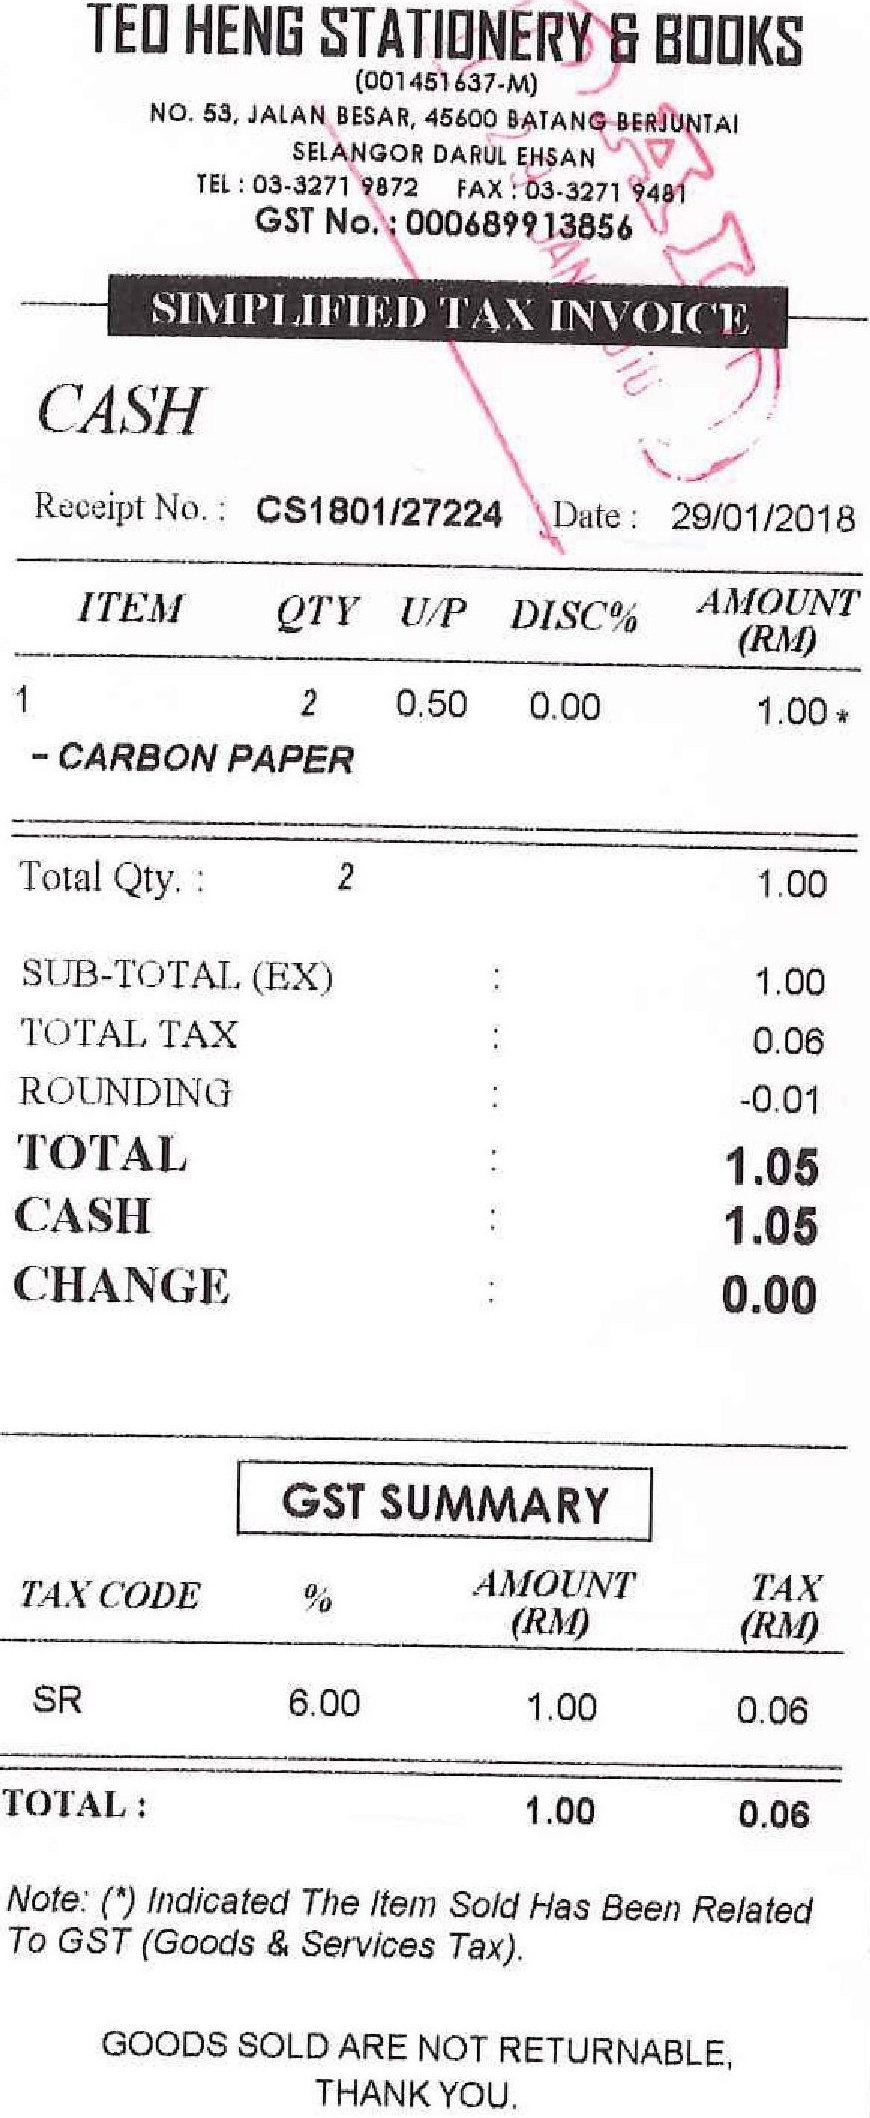 TEO HENG STATIONERY & BOOKS
(001451637-M)
NO. 53, JALAN BESAR, 45600 BATANG BERJUNTAI
SELANGOR DARUL EHSAN
TEL : 03-3271 9872 FAX : 03-3271 9481
GST No. : 000689913856
SIMPLIFIED TAX INVOICE
CASH
Receipt No. : CS1801/27224 Date : 29/01/2018
ITEM QTY U/P DISC% AMOUNT (RM)
1 2 0.50 0.00 1.00 *
- CARBON PAPER
Total Qty. : 2 1.00
SUB-TOTAL (EX) : 1.00
TOTAL TAX : 0.06
ROUNDING : -0.01
TOTAL : 1.05
CASH : 1.05
CHANGE : 0.00
GST SUMMARY
TAX CODE % AMOUNT (RM) TAX (RM)
SR 6.00 1.00 0.06
TOTAL : 1.00 0.06
Note: (*) Indicated The Item Sold Has Been Related
To GST (Goods & Services Tax).
GOODS SOLD ARE NOT RETURNABLE,
THANK YOU.